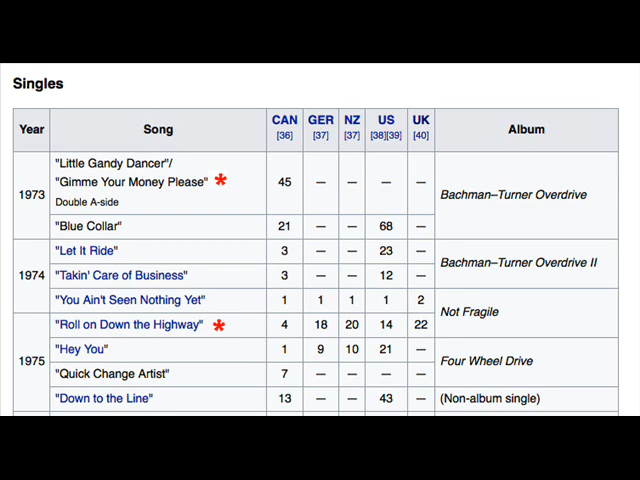 Singles
Year Song CAN GER NZ US UK Album
[36] [37] [37] [38][39] [40]
1973 "Little Gandy Dancer"/
"Gimme Your Money Please" * 45 — — — — Bachman–Turner Overdrive
Double A-side
"Blue Collar" 21 — — 68 —
1974 "Let It Ride" 3 — — 23 — Bachman–Turner Overdrive II
"Takin' Care of Business" 3 — — 12 —
"You Ain't Seen Nothing Yet" 1 1 1 1 2 Not Fragile
1975 "Roll on Down the Highway" * 4 18 20 14 22
"Hey You" 1 9 10 21 — Four Wheel Drive
"Quick Change Artist" 7 — — — —
"Down to the Line" 13 — — 43 — (Non-album single)